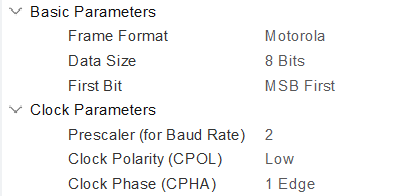 Basic Parameters
Frame Format Motorola
Data Size 8 Bits
First Bit MSB First
Clock Parameters
Prescaler (for Baud Rate) 2
Clock Polarity (CPOL) Low
Clock Phase (CPHA) 1 Edge